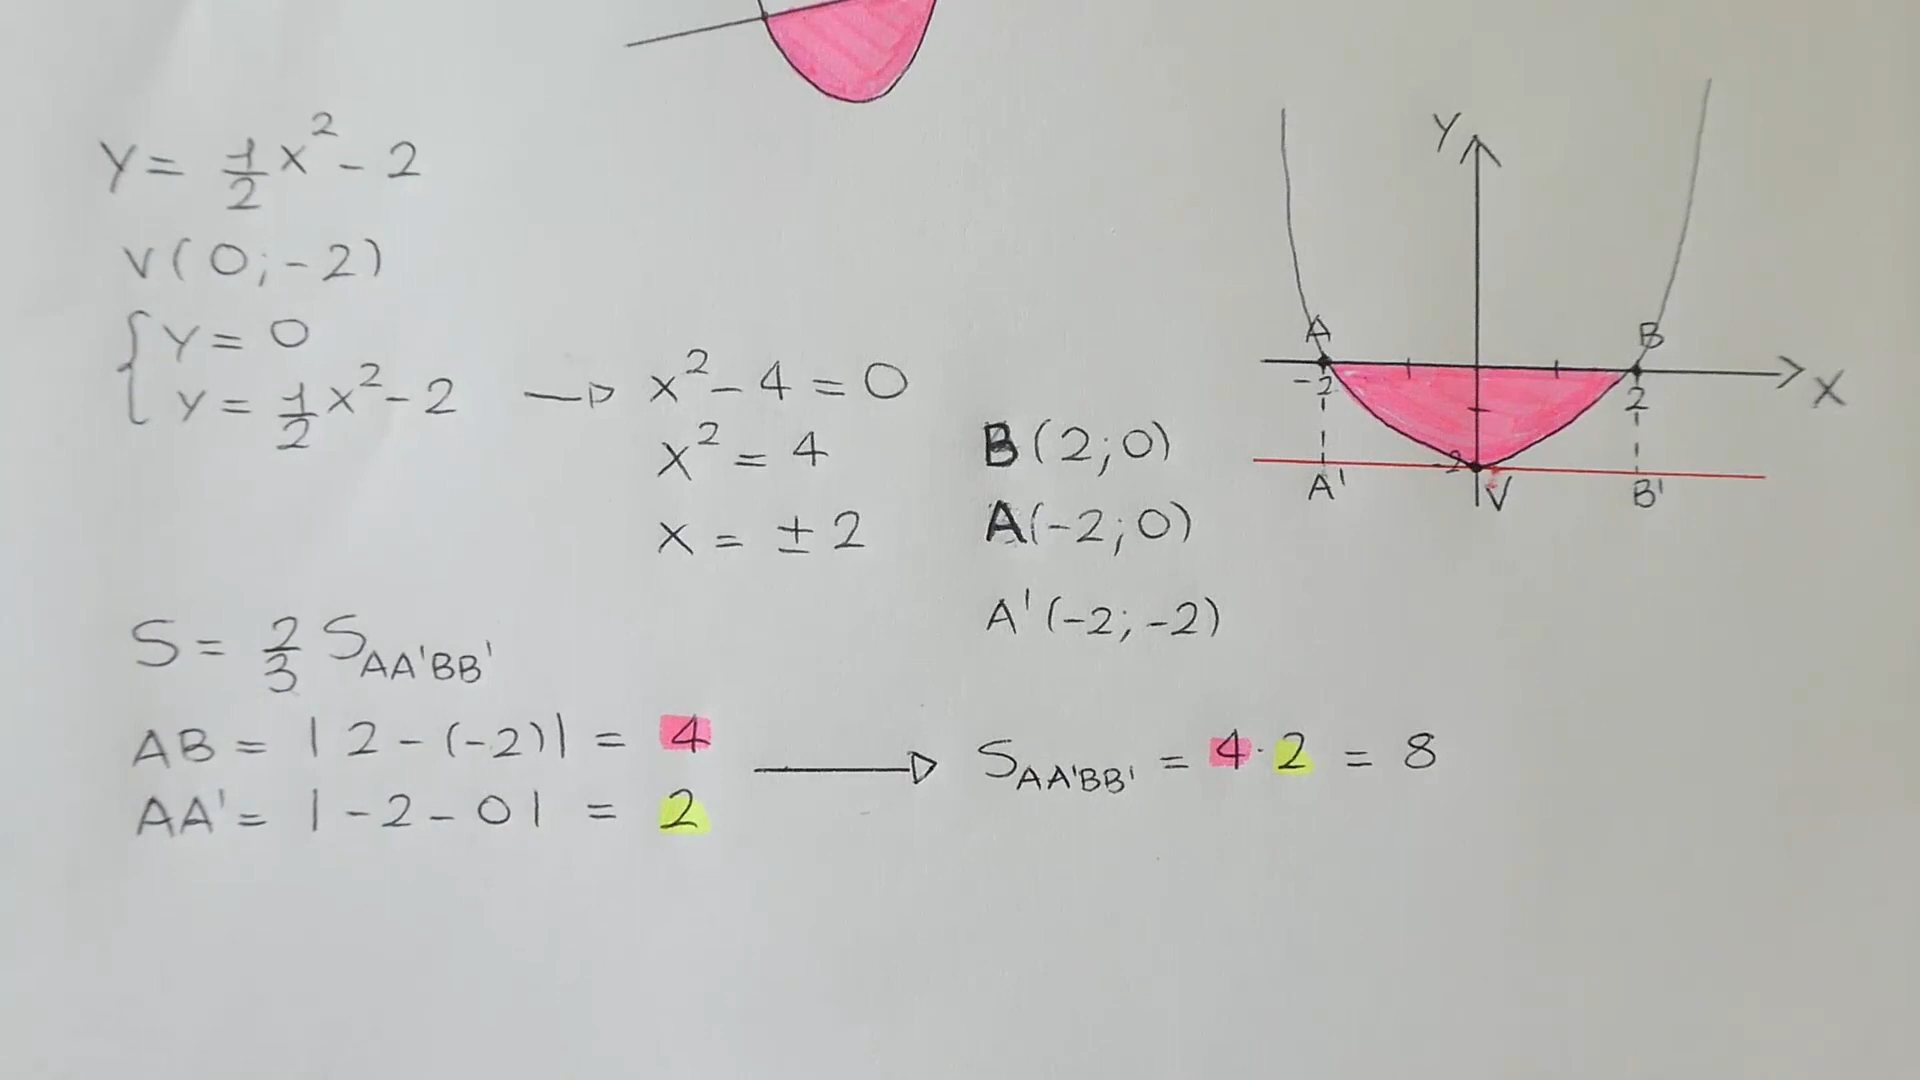 Y = 1/2 x² - 2
V(0; -2)
{ Y = 0
{ Y = 1/2 x² - 2 → x² - 4 = 0
x² = 4
x = ± 2
B(2; 0)
A(-2; 0)
A'(-2; -2)
S = 2/3 S_AA'BB'
AB = |2 - (-2)| = 4
AA' = |-2 - 0| = 2
→ S_AA'BB' = 4 · 2 = 8
Y
A B
-2 2 X
-2
A' V B'